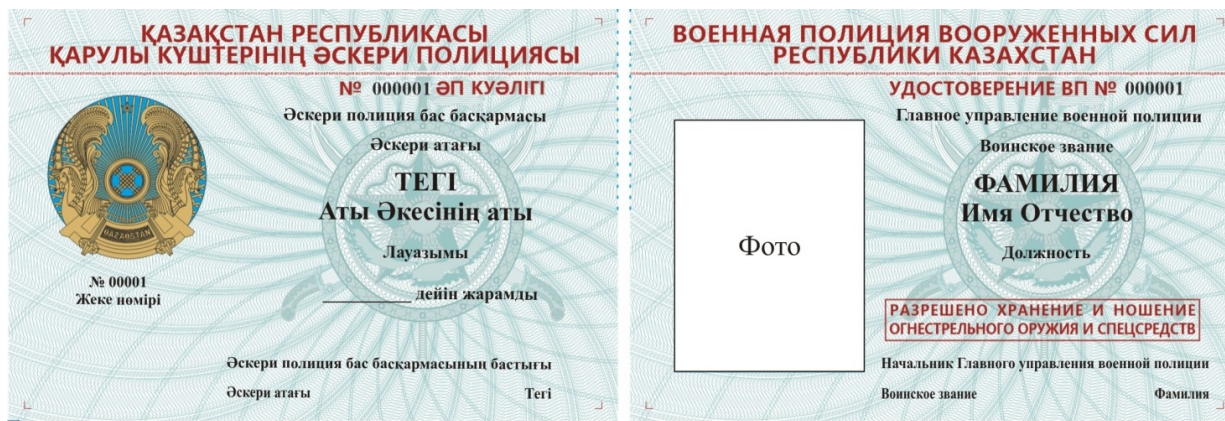 ҚАЗАҚСТАН РЕСПУБЛИКАСЫ
ҚАРУЛЫ КҮШТЕРІНІҢ ӘСКЕРИ ПОЛИЦИЯСЫ
№ 000001 ӘП КУӘЛІГІ
Әскери полиция бас басқармасы
Әскери атағы
ТЕГІ
Аты Әкесінің аты
Лауазымы
__________ дейін жарамды
QAZAQSTAN
№ 00001
Жеке нөмірі
Әскери полиция бас басқармасының бастығы
Әскери атағы Тегі
ВОЕННАЯ ПОЛИЦИЯ ВООРУЖЕННЫХ СИЛ
РЕСПУБЛИКИ КАЗАХСТАН
УДОСТОВЕРЕНИЕ ВП № 000001
Главное управление военной полиции
Воинское звание
ФАМИЛИЯ
Имя Отчество
Должность
Фото
РАЗРЕШЕНО ХРАНЕНИЕ И НОШЕНИЕ
ОГНЕСТРЕЛЬНОГО ОРУЖИЯ И СПЕЦСРЕДСТВ
Начальник Главного управления военной полиции
Воинское звание Фамилия